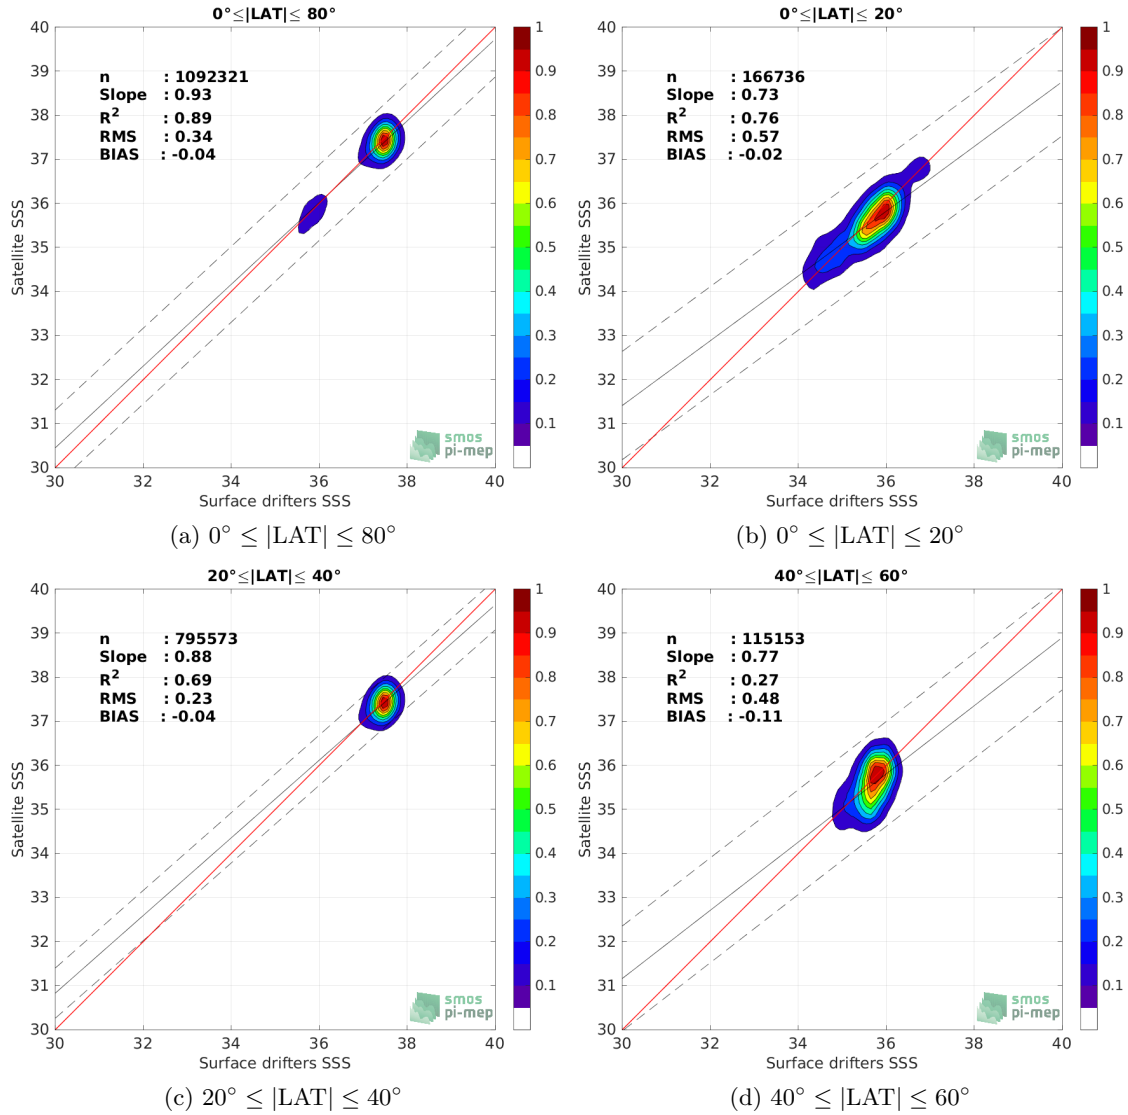 0°≤|LAT|≤ 80°
n : 1092321
Slope : 0.93
R² : 0.89
RMS : 0.34
BIAS : -0.04
40
39
38
37
36
35
34
33
32
31
30
Satellite SSS
30 32 34 36 38 40
Surface drifters SSS
1
0.9
0.8
0.7
0.6
0.5
0.4
0.3
0.2
0.1
smos
pi-mep
(a) 0° ≤ |LAT| ≤ 80°
0°≤|LAT|≤ 20°
n : 166736
Slope : 0.73
R² : 0.76
RMS : 0.57
BIAS : -0.02
40
39
38
37
36
35
34
33
32
31
30
Satellite SSS
30 32 34 36 38 40
Surface drifters SSS
1
0.9
0.8
0.7
0.6
0.5
0.4
0.3
0.2
0.1
smos
pi-mep
(b) 0° ≤ |LAT| ≤ 20°
20°≤|LAT|≤ 40°
n : 795573
Slope : 0.88
R² : 0.69
RMS : 0.23
BIAS : -0.04
40
39
38
37
36
35
34
33
32
31
30
Satellite SSS
30 32 34 36 38 40
Surface drifters SSS
1
0.9
0.8
0.7
0.6
0.5
0.4
0.3
0.2
0.1
smos
pi-mep
(c) 20° ≤ |LAT| ≤ 40°
40°≤|LAT|≤ 60°
n : 115153
Slope : 0.77
R² : 0.27
RMS : 0.48
BIAS : -0.11
40
39
38
37
36
35
34
33
32
31
30
Satellite SSS
30 32 34 36 38 40
Surface drifters SSS
1
0.9
0.8
0.7
0.6
0.5
0.4
0.3
0.2
0.1
smos
pi-mep
(d) 40° ≤ |LAT| ≤ 60°